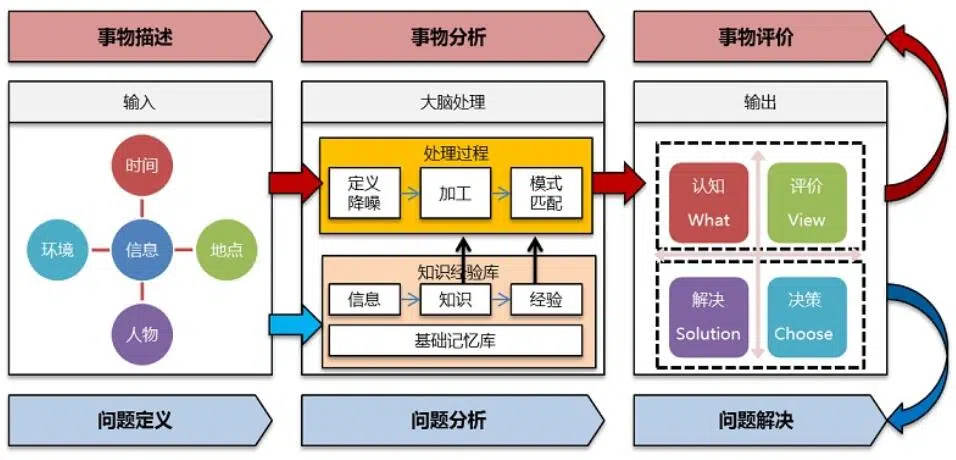 事物描述
事物分析
事物评价
输入
时间
环境
信息
地点
人物
大脑处理
处理过程
定义
降噪
加工
模式
匹配
知识经验库
信息
知识
经验
基础记忆库
输出
认知
What
评价
View
解决
Solution
决策
Choose
问题定义
问题分析
问题解决